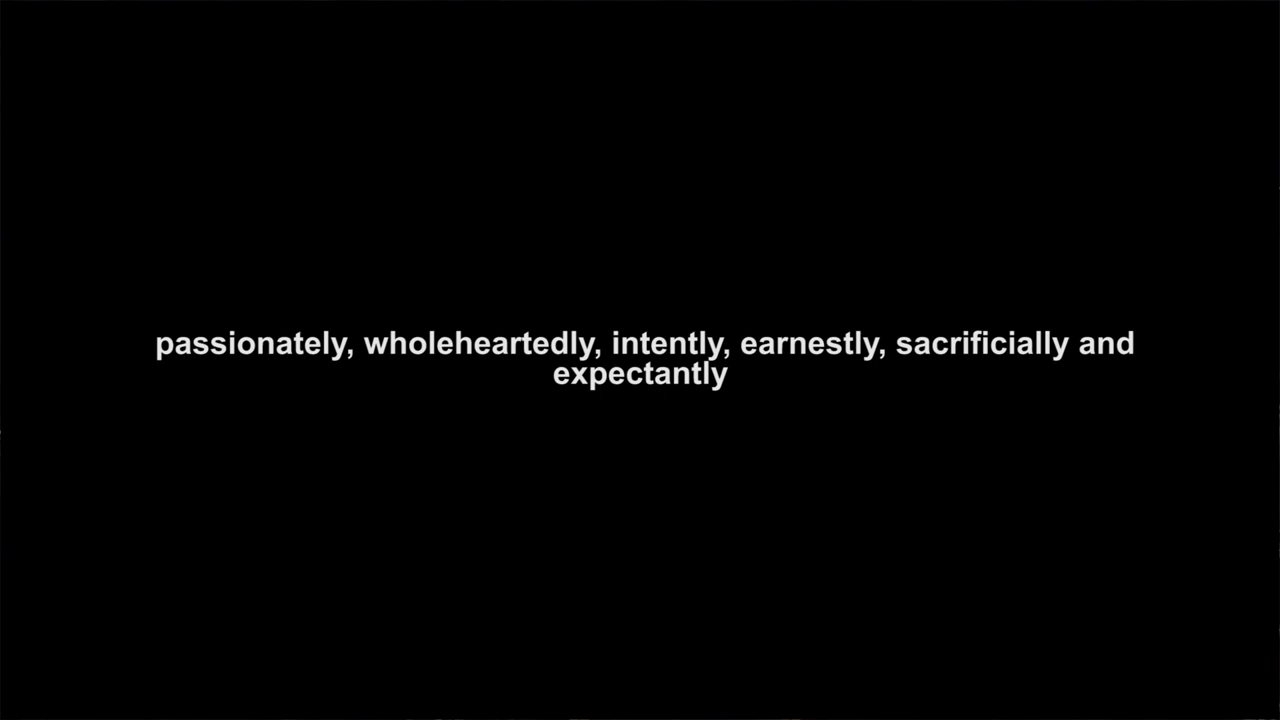 passionately, wholeheartedly, intently, earnestly, sacrificially and
expectantly